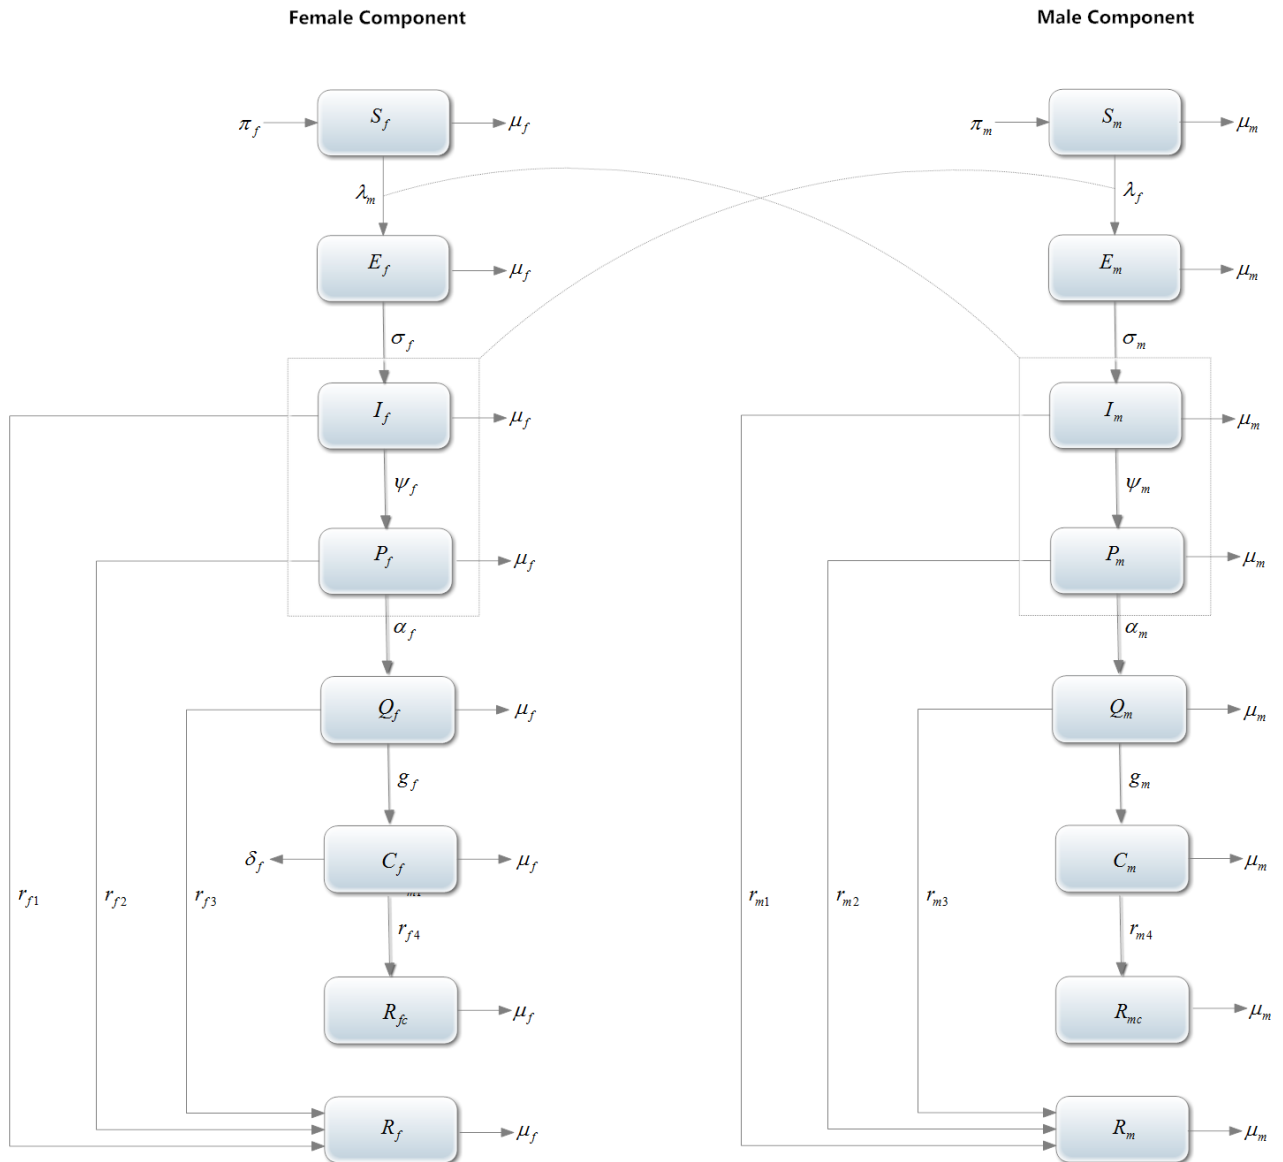 Female Component Male Component
π_f S_f μ_f π_m S_m μ_m
λ_m λ_f
E_f μ_f E_m μ_m
σ_f σ_m
I_f μ_f I_m μ_m
ψ_f ψ_m
P_f μ_f P_m μ_m
α_f α_m
Q_f μ_f Q_m μ_m
g_f g_m
δ_f C_f μ_f C_m μ_m
r_f1 r_f2 r_f3 r_m1 r_m2 r_m3
r_f4 r_m4
R_fc μ_f R_mc μ_m
R_f μ_f R_m μ_m